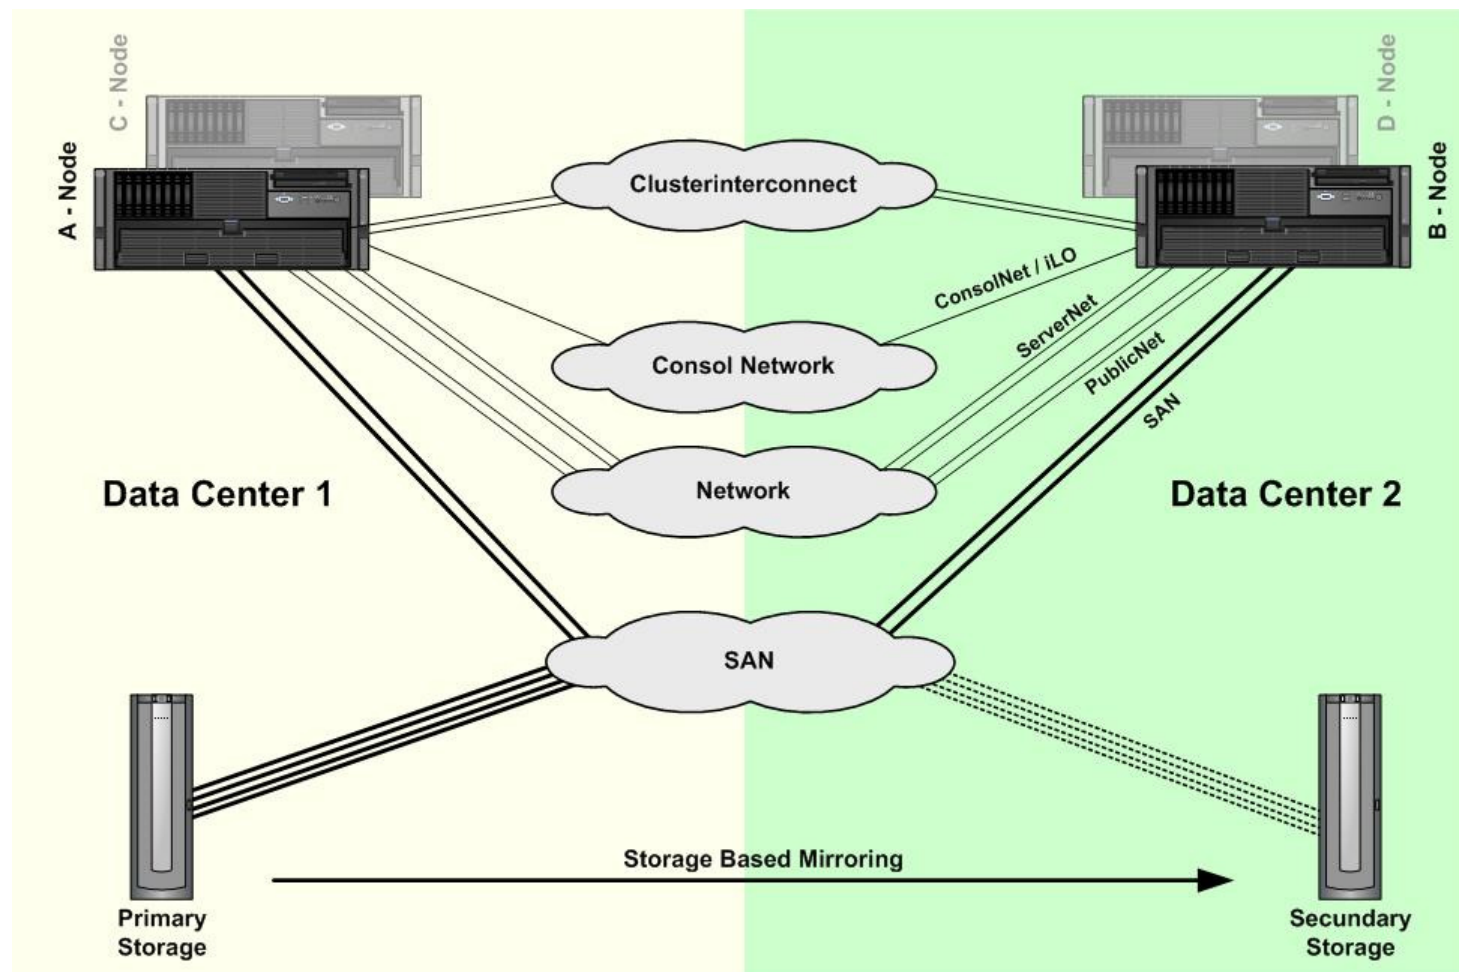 C - Node
D - Node
A - Node
B - Node
Clusterinterconnect
ConsolNet / iLO
ServerNet
PublicNet
SAN
Consol Network
Data Center 1
Network
Data Center 2
SAN
Storage Based Mirroring
Primary
Storage
Secundary
Storage